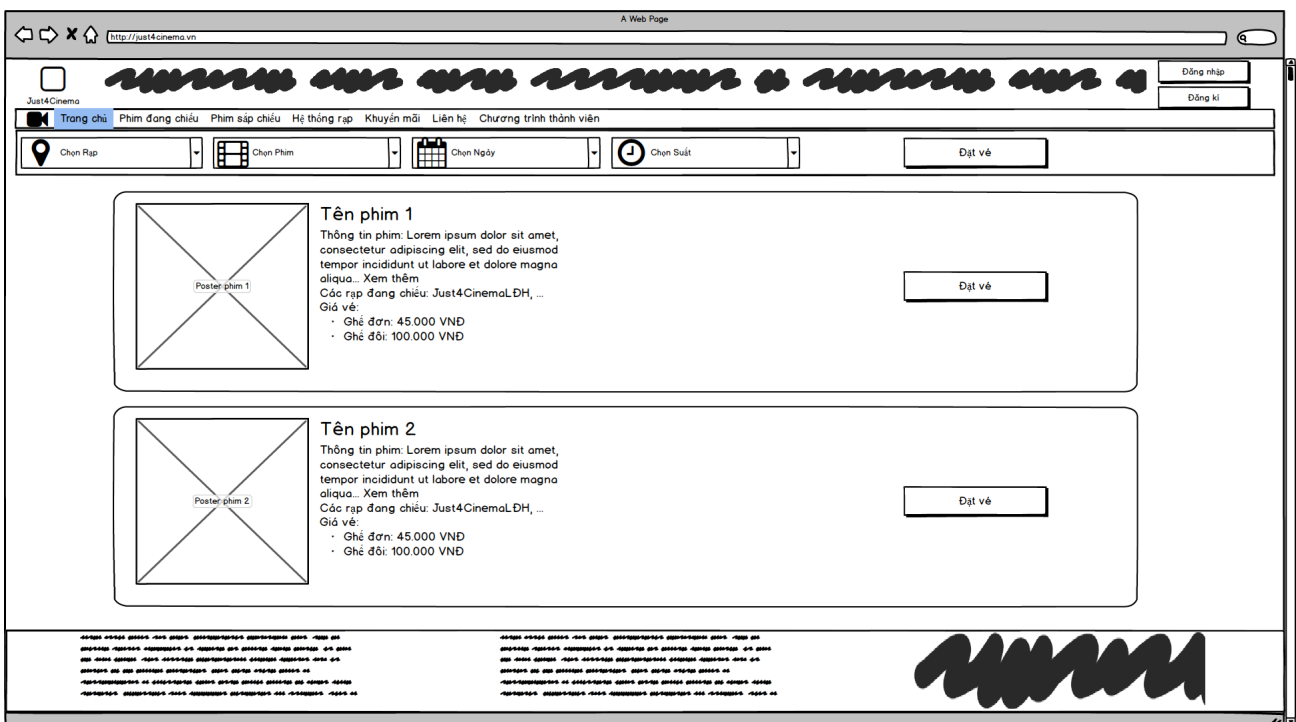 A Web Page
http://just4cinema.vn
Just4Cinema
Đăng nhập
Đăng kí
Trang chủ Phim đang chiếu Phim sắp chiếu Hệ thống rạp Khuyến mãi Liên hệ Chương trình thành viên
Chọn Rạp Chọn Phim Chọn Ngày Chọn Suất Đặt vé
Tên phim 1
Thông tin phim: Lorem ipsum dolor sit amet,
consectetur adipiscing elit, sed do eiusmod
tempor incididunt ut labore et dolore magna
aliqua... Xem thêm
Các rạp đang chiếu: Just4CinemaLĐH, ...
Giá vé:
· Ghế đơn: 45.000 VNĐ
· Ghế đôi: 100.000 VNĐ
Poster phim 1
Đặt vé
Tên phim 2
Thông tin phim: Lorem ipsum dolor sit amet,
consectetur adipiscing elit, sed do eiusmod
tempor incididunt ut labore et dolore magna
aliqua... Xem thêm
Các rạp đang chiếu: Just4CinemaLĐH, ...
Giá vé:
· Ghế đơn: 45.000 VNĐ
· Ghế đôi: 100.000 VNĐ
Poster phim 2
Đặt vé